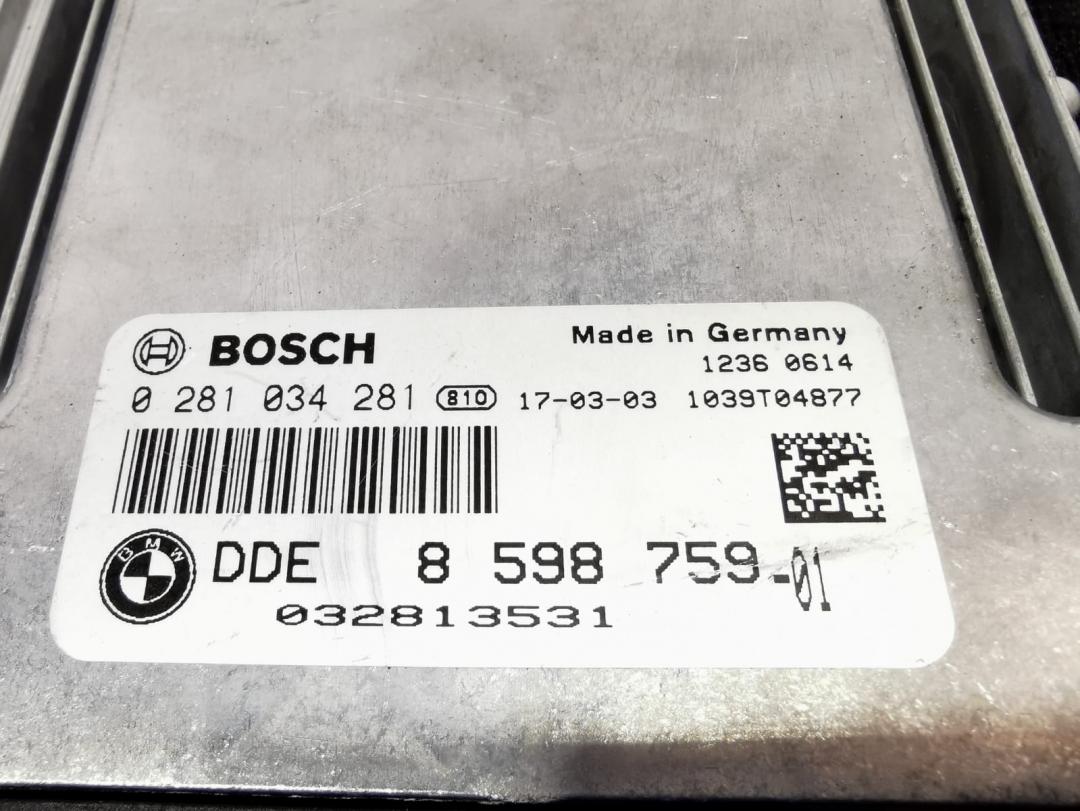 BOSCH
Made in Germany
1236 0614
0 281 034 281 810 17-03-03 1039T04877
BMW
DDE 8 598 759-01
032813531